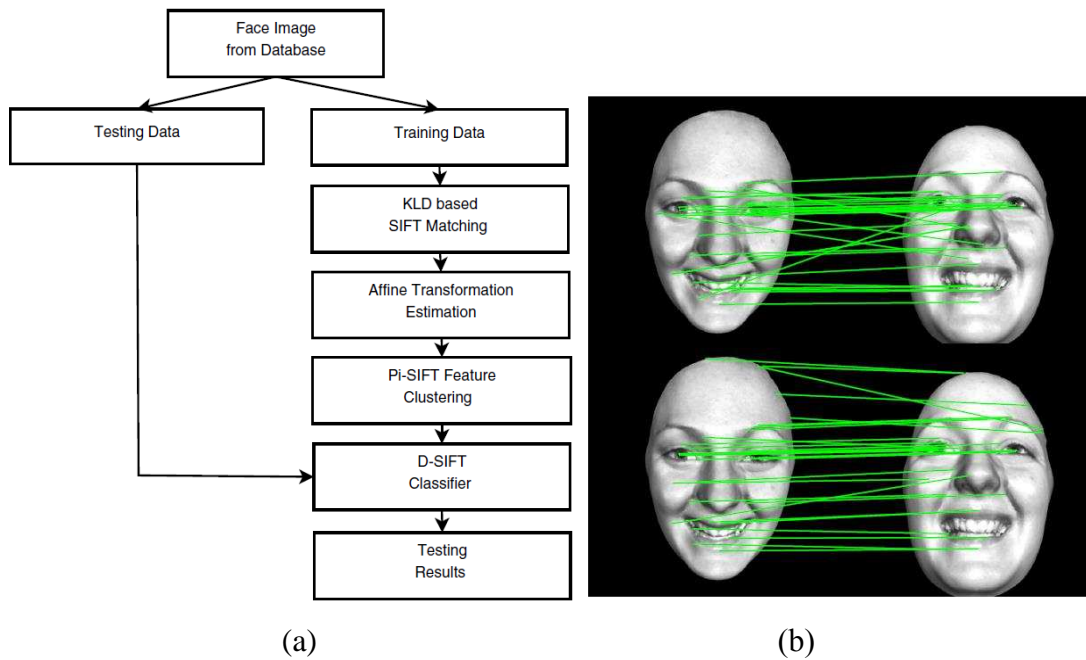 Face Image
from Database
Testing Data
Training Data
KLD based
SIFT Matching
Affine Transformation
Estimation
Pi-SIFT Feature
Clustering
D-SIFT
Classifier
Testing
Results
(a)
(b)